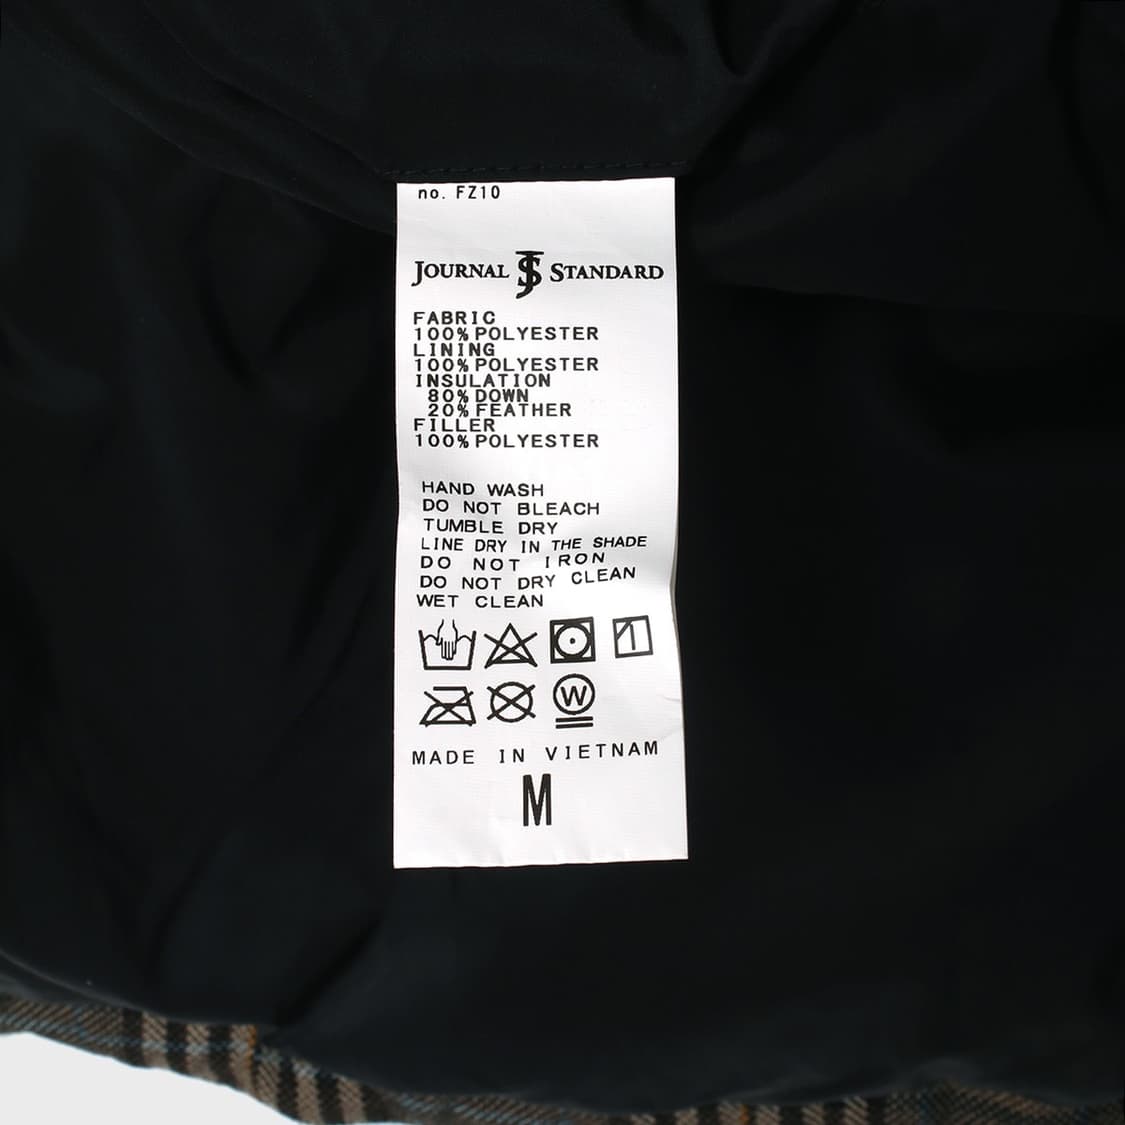 no. FZ10
JOURNAL JS STANDARD
FABRIC
100%POLYESTER
LINING
100%POLYESTER
INSULATION
80%DOWN
20%FEATHER
FILLER
100%POLYESTER
HAND WASH
DO NOT BLEACH
TUMBLE DRY
LINE DRY IN THE SHADE
DO NOT IRON
DO NOT DRY CLEAN
WET CLEAN
W
MADE IN VIETNAM
M